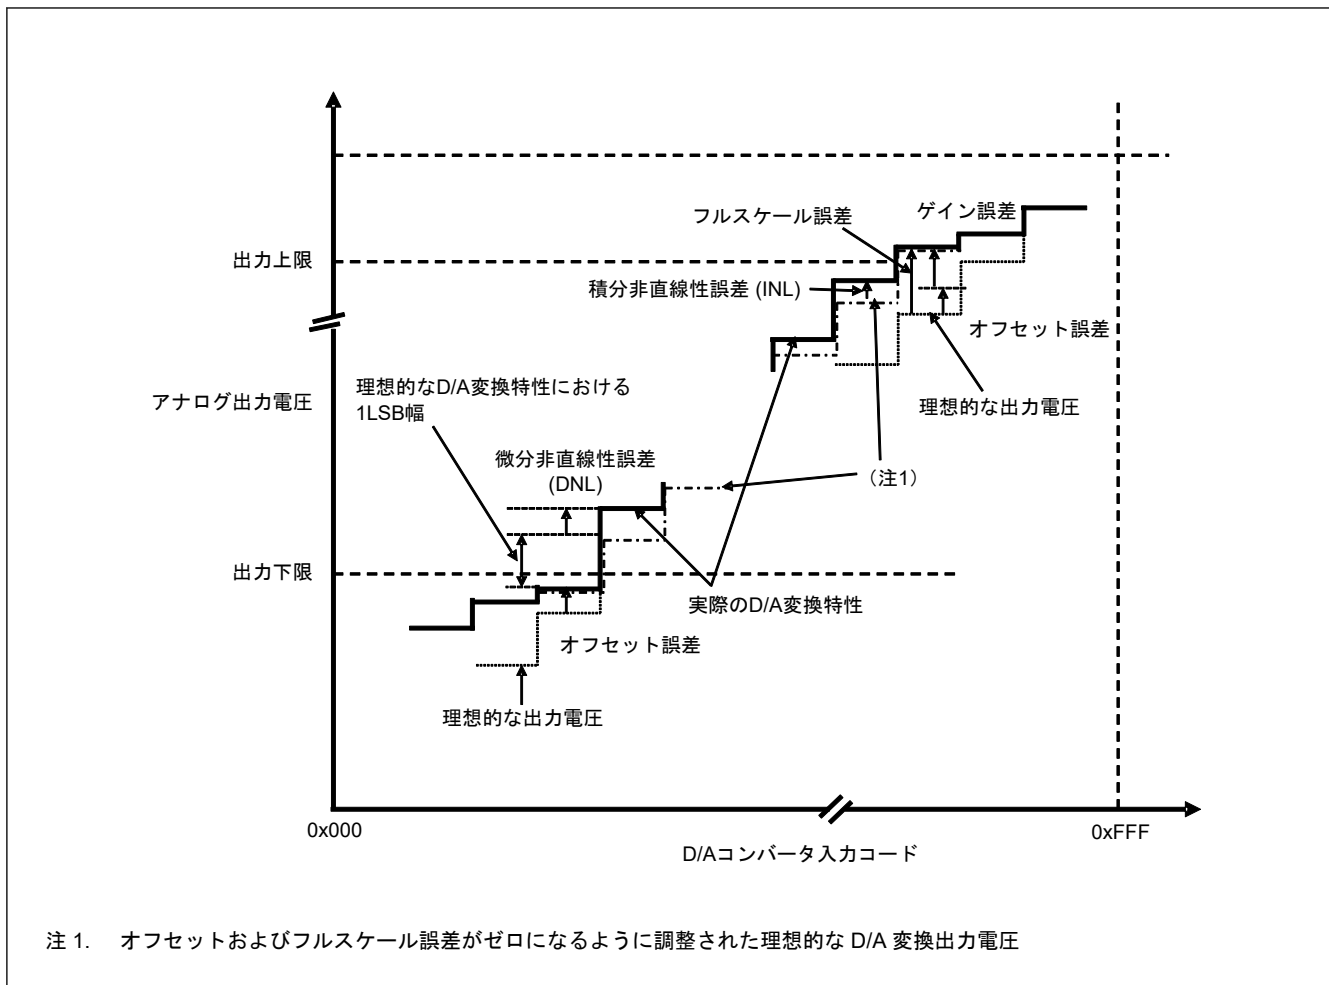 フルスケール誤差
ゲイン誤差
出力上限
積分非直線性誤差 (INL)
オフセット誤差
理想的なD/A変換特性における
1LSB幅
アナログ出力電圧
理想的な出力電圧
微分非直線性誤差
(DNL)
（注1）
出力下限
実際のD/A変換特性
オフセット誤差
理想的な出力電圧
0x000
0xFFF
D/Aコンバータ入力コード
注 1. オフセットおよびフルスケール誤差がゼロになるように調整された理想的な D/A 変換出力電圧